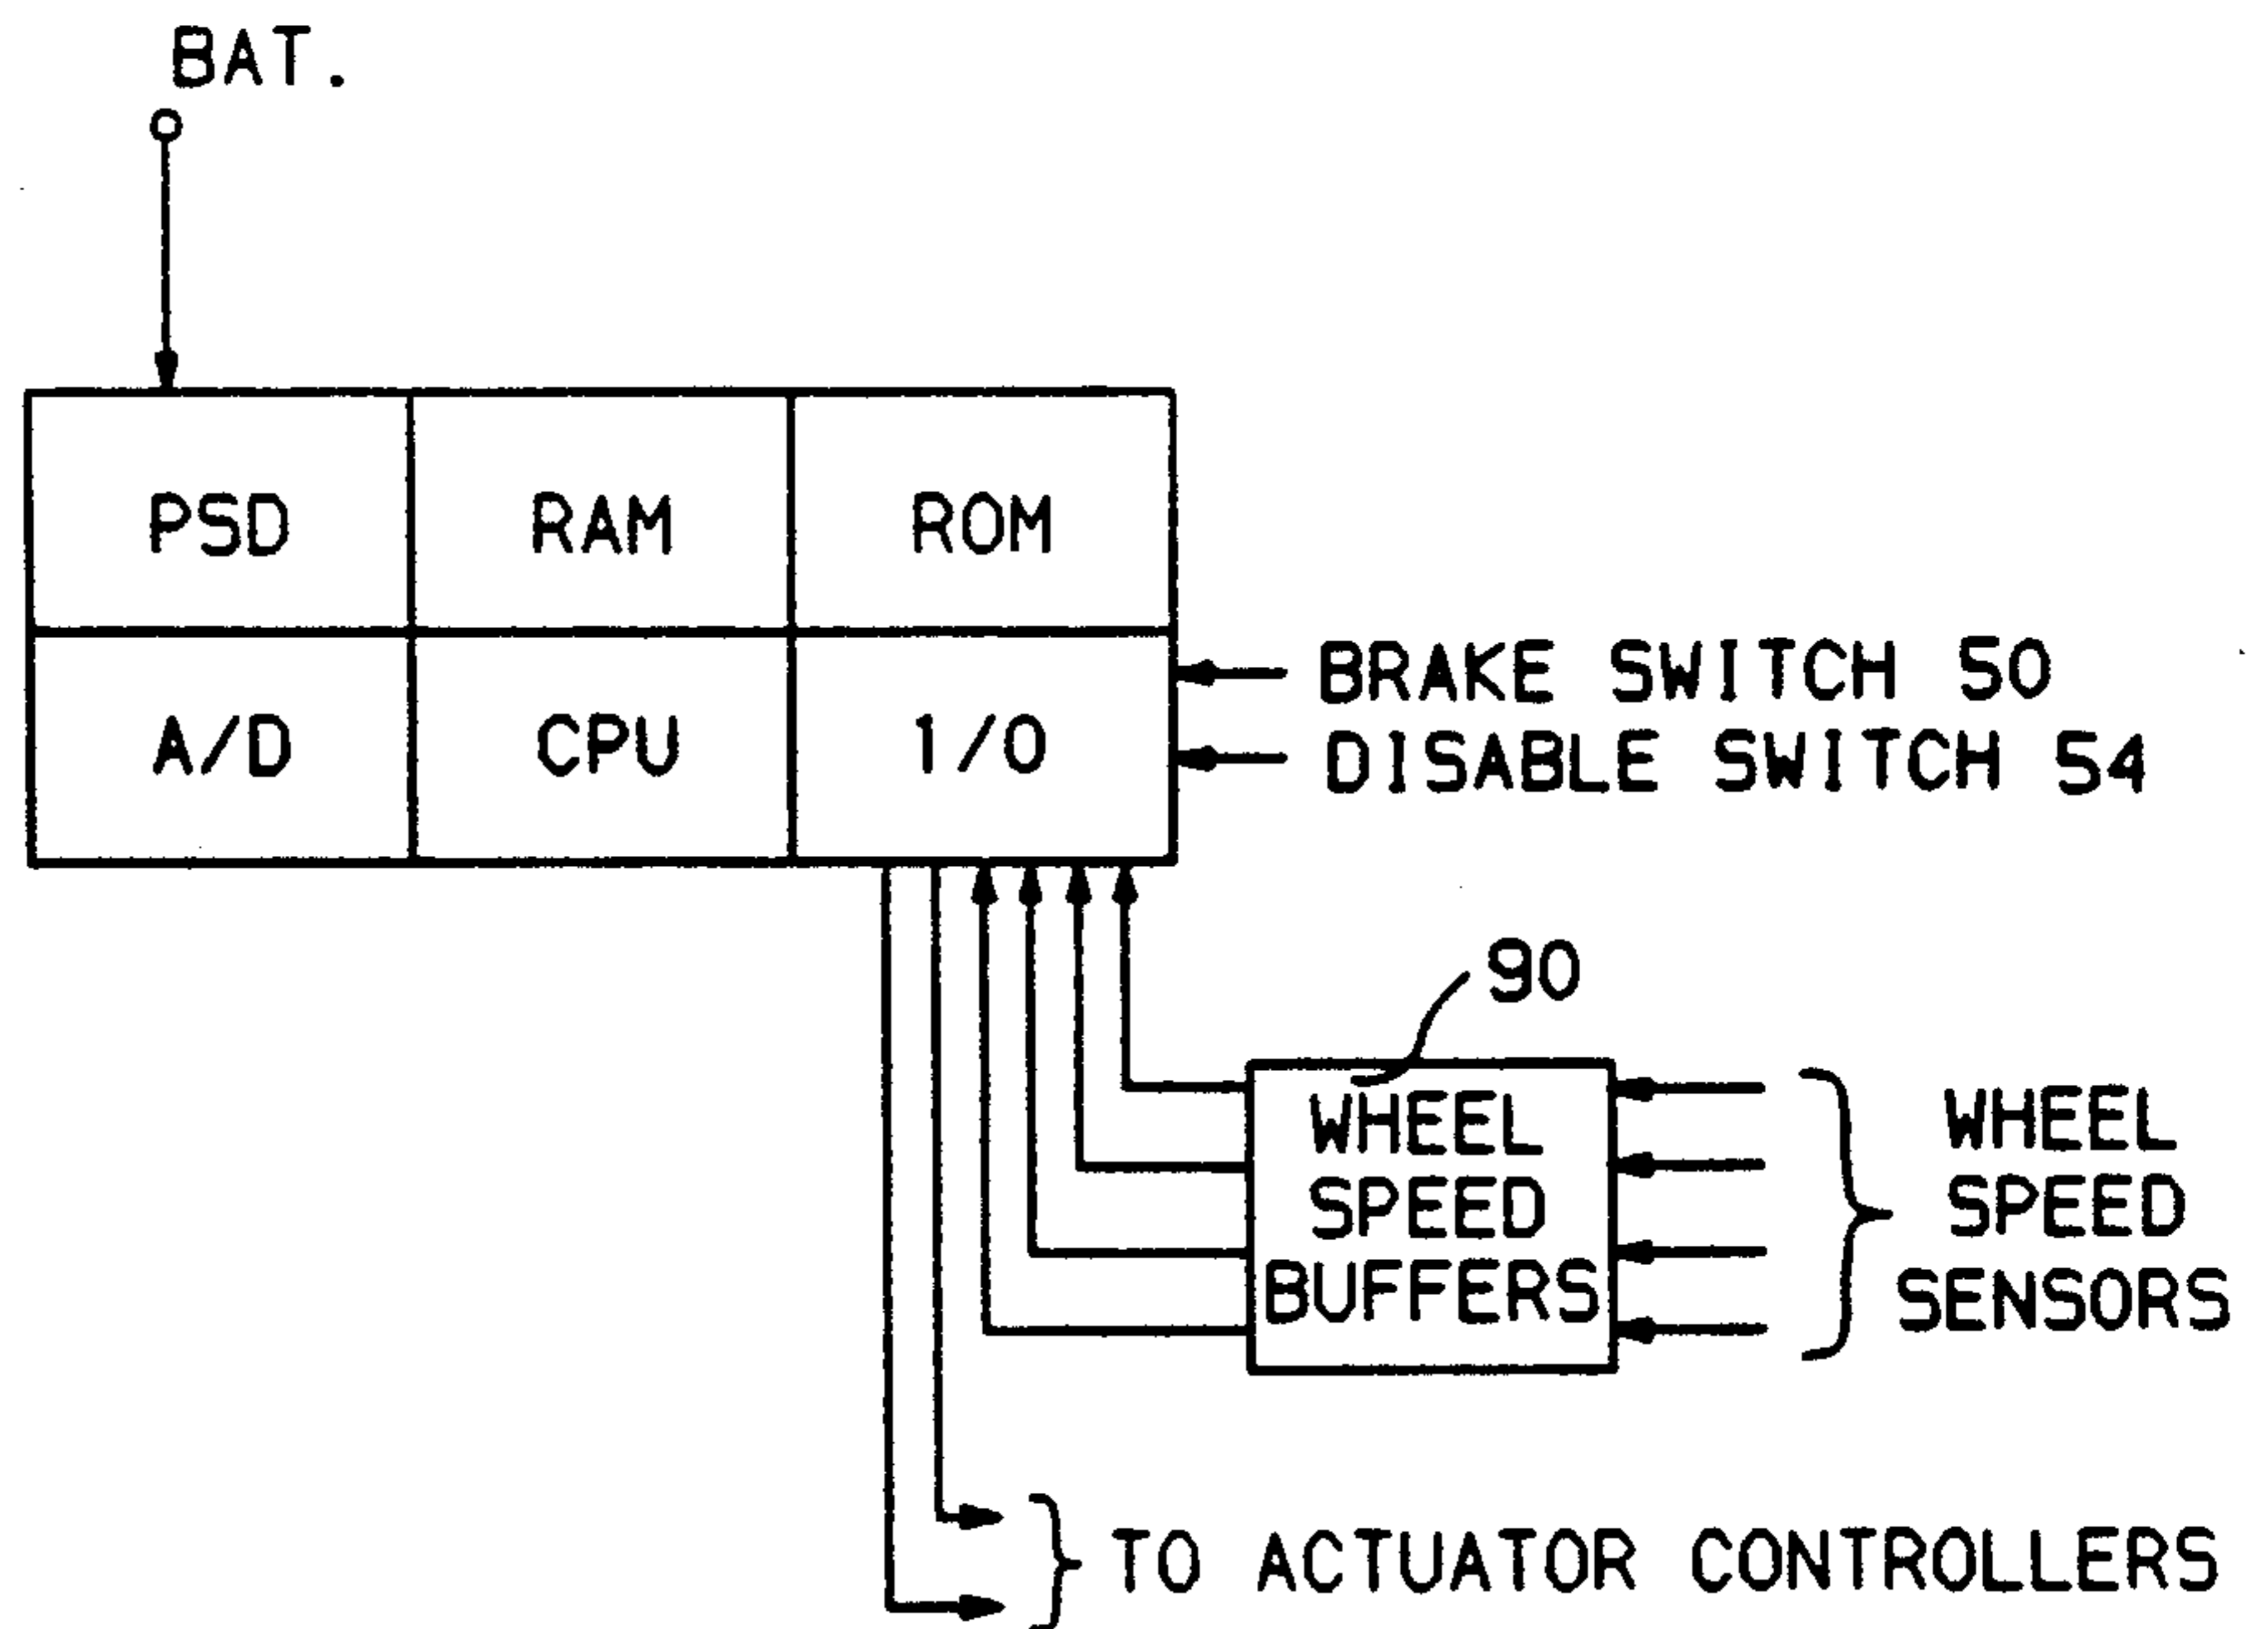 BAT.
PSD RAM ROM
BRAKE SWITCH 50
A/D CPU 1/0
DISABLE SWITCH 54
90
WHEEL
SPEED
BUFFERS
WHEEL
SPEED
SENSORS
TO ACTUATOR CONTROLLERS